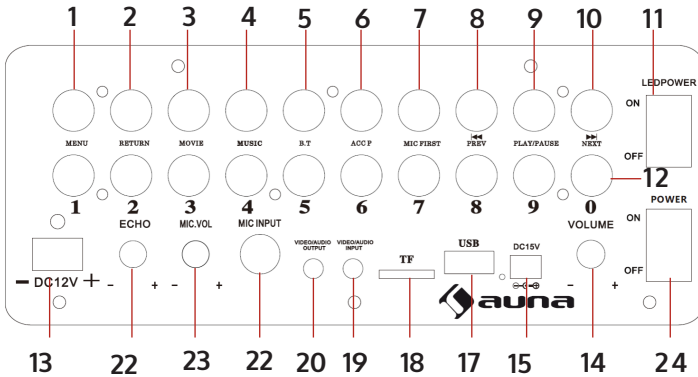 1 2 3 4 5 6 7 8 9 10 11
LEDPOWER
ON
MENU RETURN MOVIE MUSIC B.T ACC P MIC FIRST PREV PLAY/PAUSE NEXT
OFF
12
1 2 3 4 5 6 7 8 9 0
POWER
ECHO MIC.VOL MIC INPUT VIDEO/AUDIO OUTPUT VIDEO/AUDIO INPUT TF USB DC15V VOLUME
ON
OFF
- DC12V + - + - + - +
auna
13 22 23 22 20 19 18 17 15 14 24